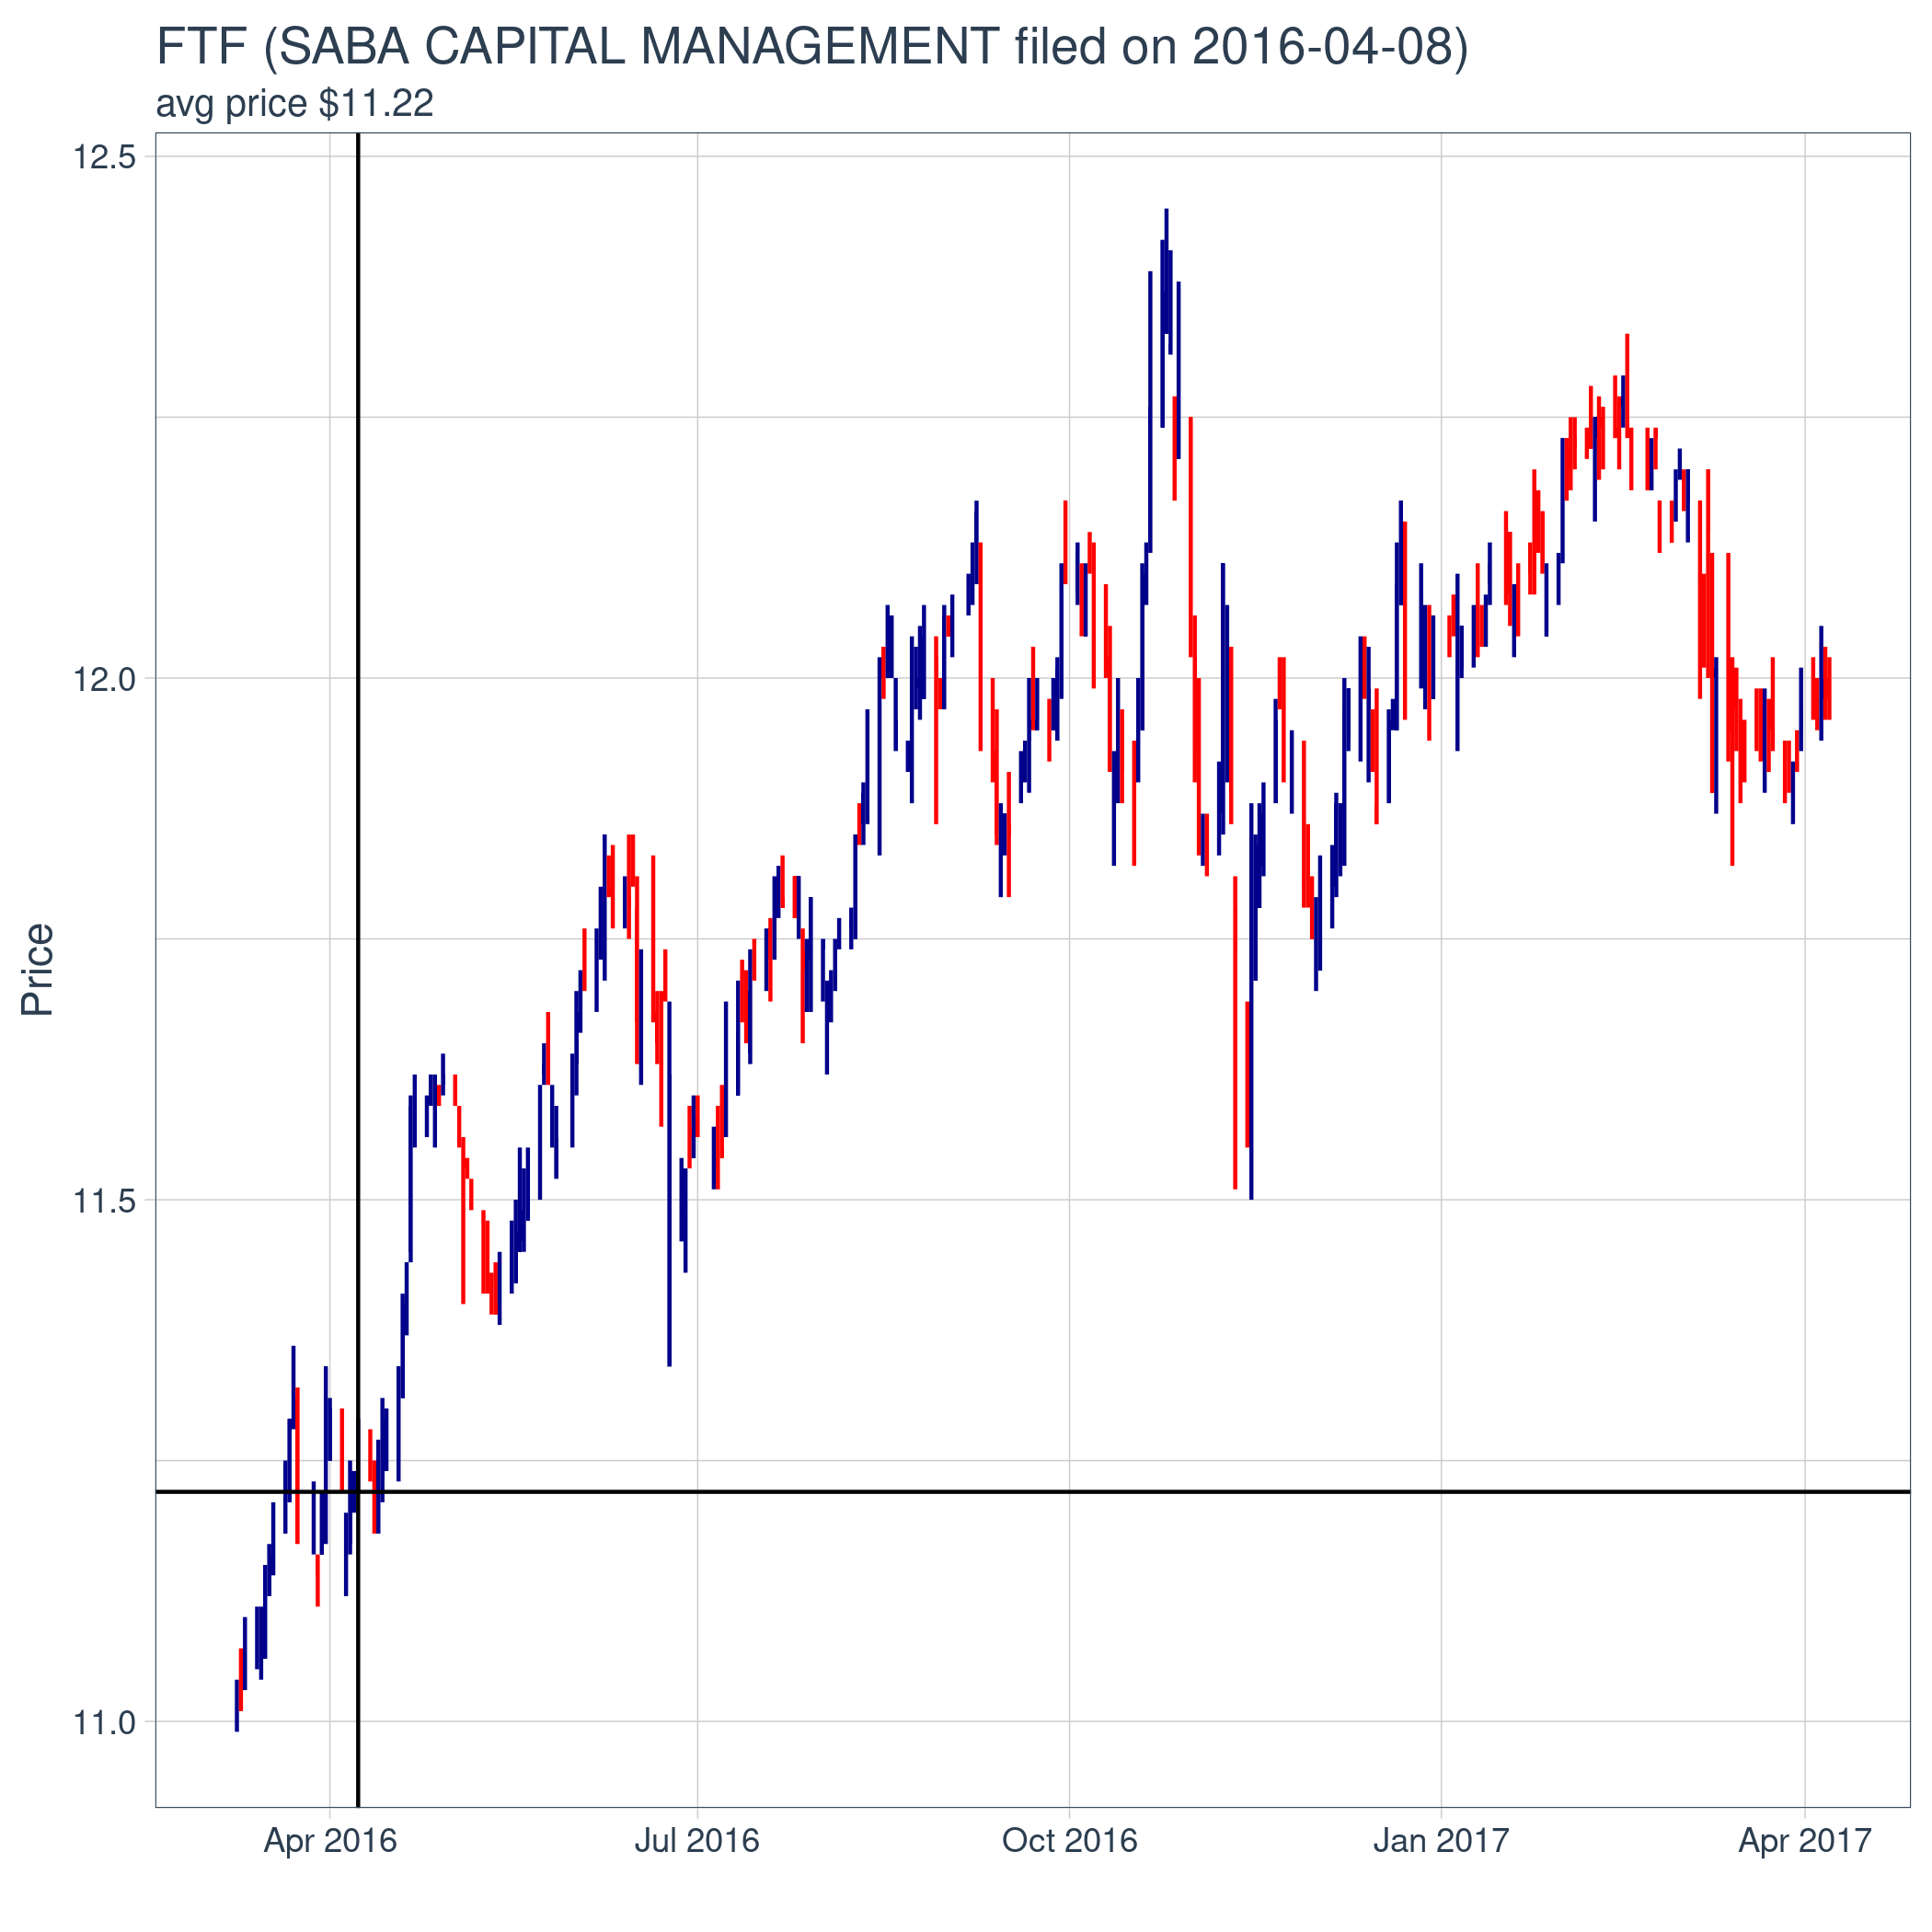 FTF (SABA CAPITAL MANAGEMENT filed on 2016-04-08)
avg price $11.22
12.5
12.0
11.5
11.0
Price
Apr 2016
Jul 2016
Oct 2016
Jan 2017
Apr 2017